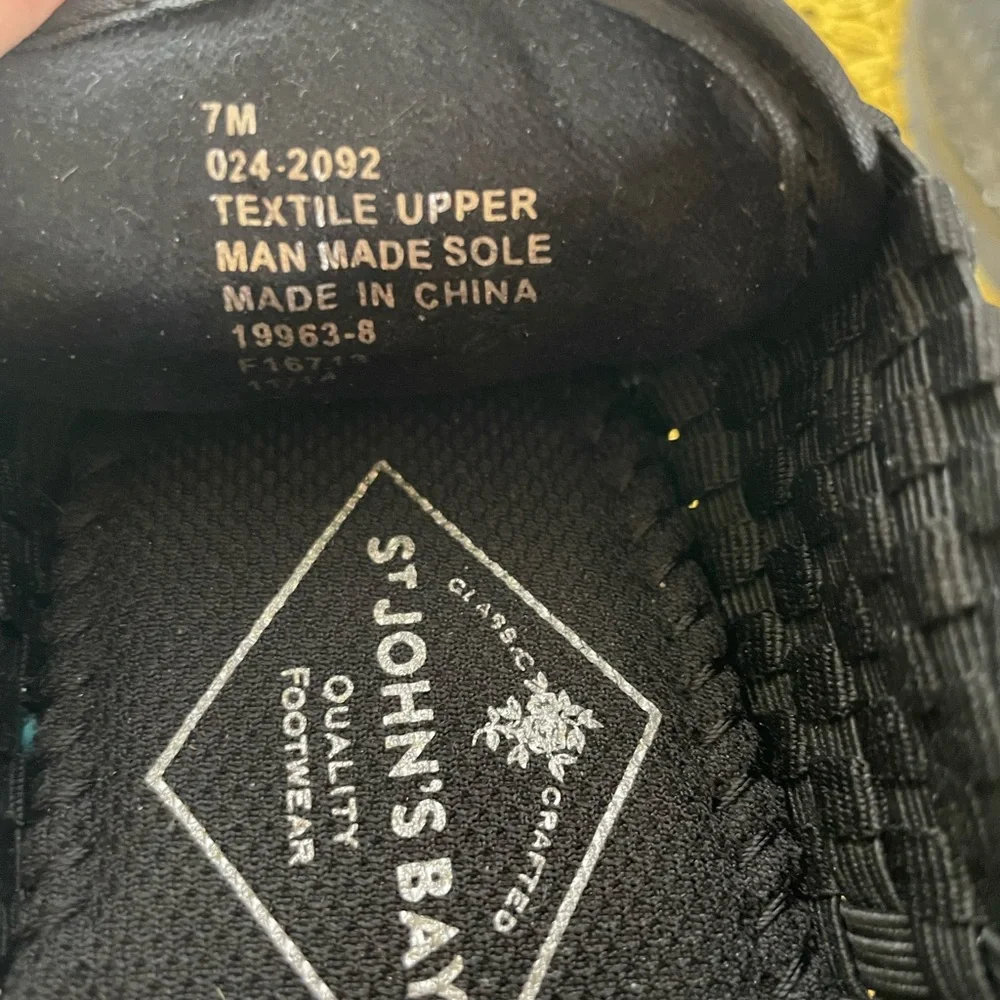 7M
024-2092
TEXTILE UPPER
MAN MADE SOLE
MADE IN CHINA
19963-8
CLASSIC CRAFTED
ST JOHN'S BAY
QUALITY
FOOTWEAR